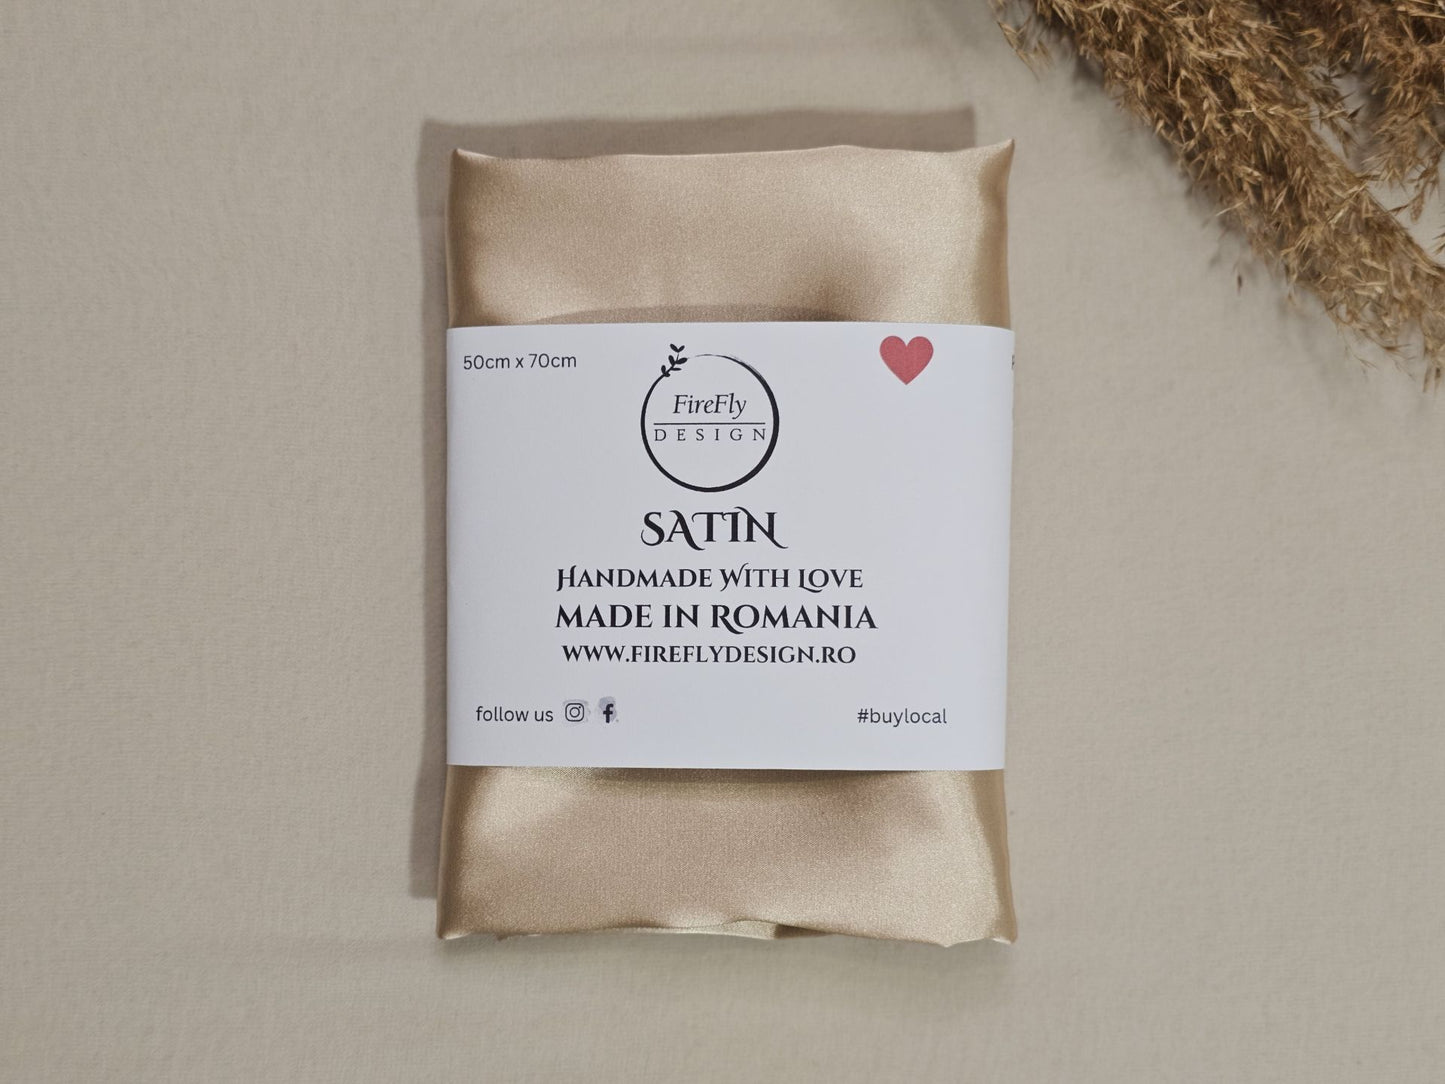 50cm x 70cm
FireFly
DESIGN
SATIN
HANDMADE WITH LOVE
MADE IN ROMANIA
WWW.FIREFLYDESIGN.RO
follow us
#buylocal